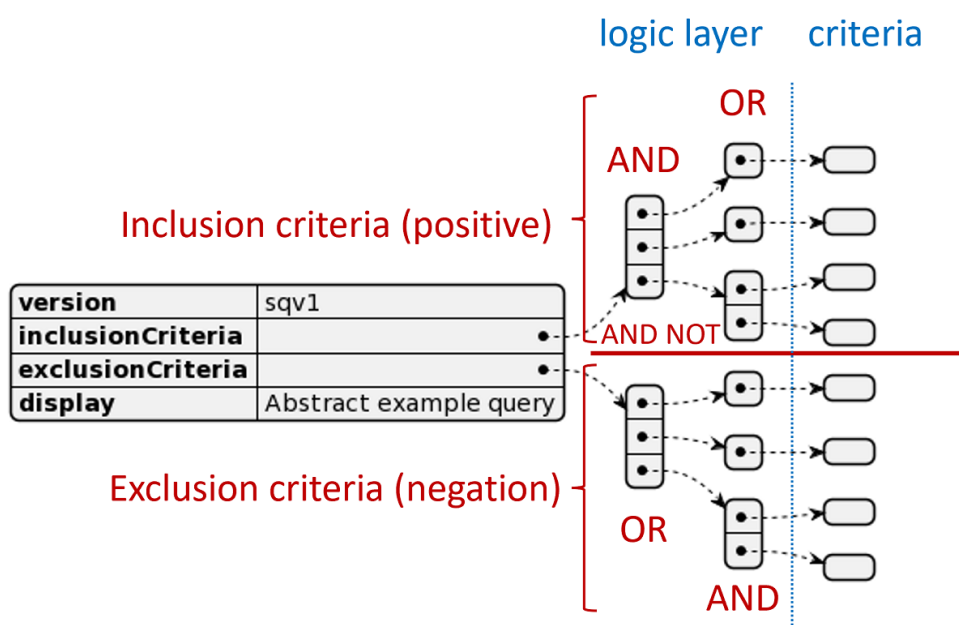 logic layer
criteria
OR
AND
Inclusion criteria (positive)
version sqv1
inclusionCriteria
AND NOT
exclusionCriteria
display Abstract example query
Exclusion criteria (negation)
OR
AND